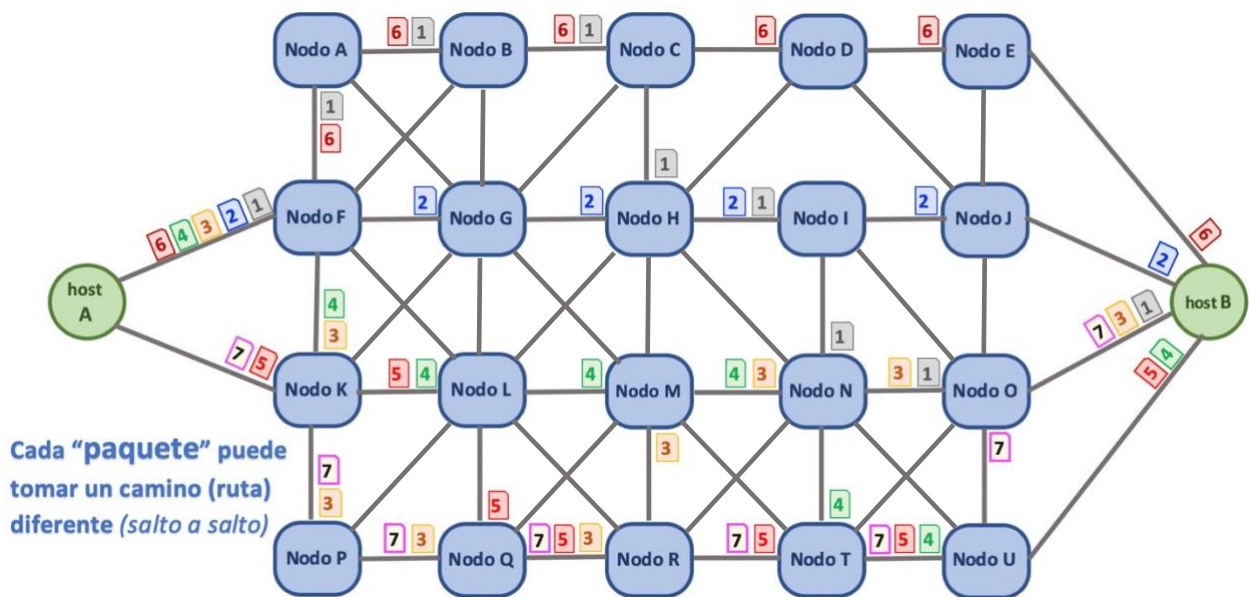 6 1
6 1
6
6
Nodo A
Nodo B
Nodo C
Nodo D
Nodo E
1
6
1
Nodo F
2
Nodo G
2
Nodo H
2 1
Nodo I
2
Nodo J
6 4 3 2 1
6
2
host
A
host B
4
3
1
7 3 1
7 5
5 4
Nodo K
5 4
Nodo L
4
Nodo M
4 3
Nodo N
3 1
Nodo O
3
7
Cada “paquete” puede
tomar un camino (ruta)
diferente (salto a salto)
7
3
5
4
Nodo P
7 3
Nodo Q
7 5 3
Nodo R
7 5
Nodo T
7 5 4
Nodo U